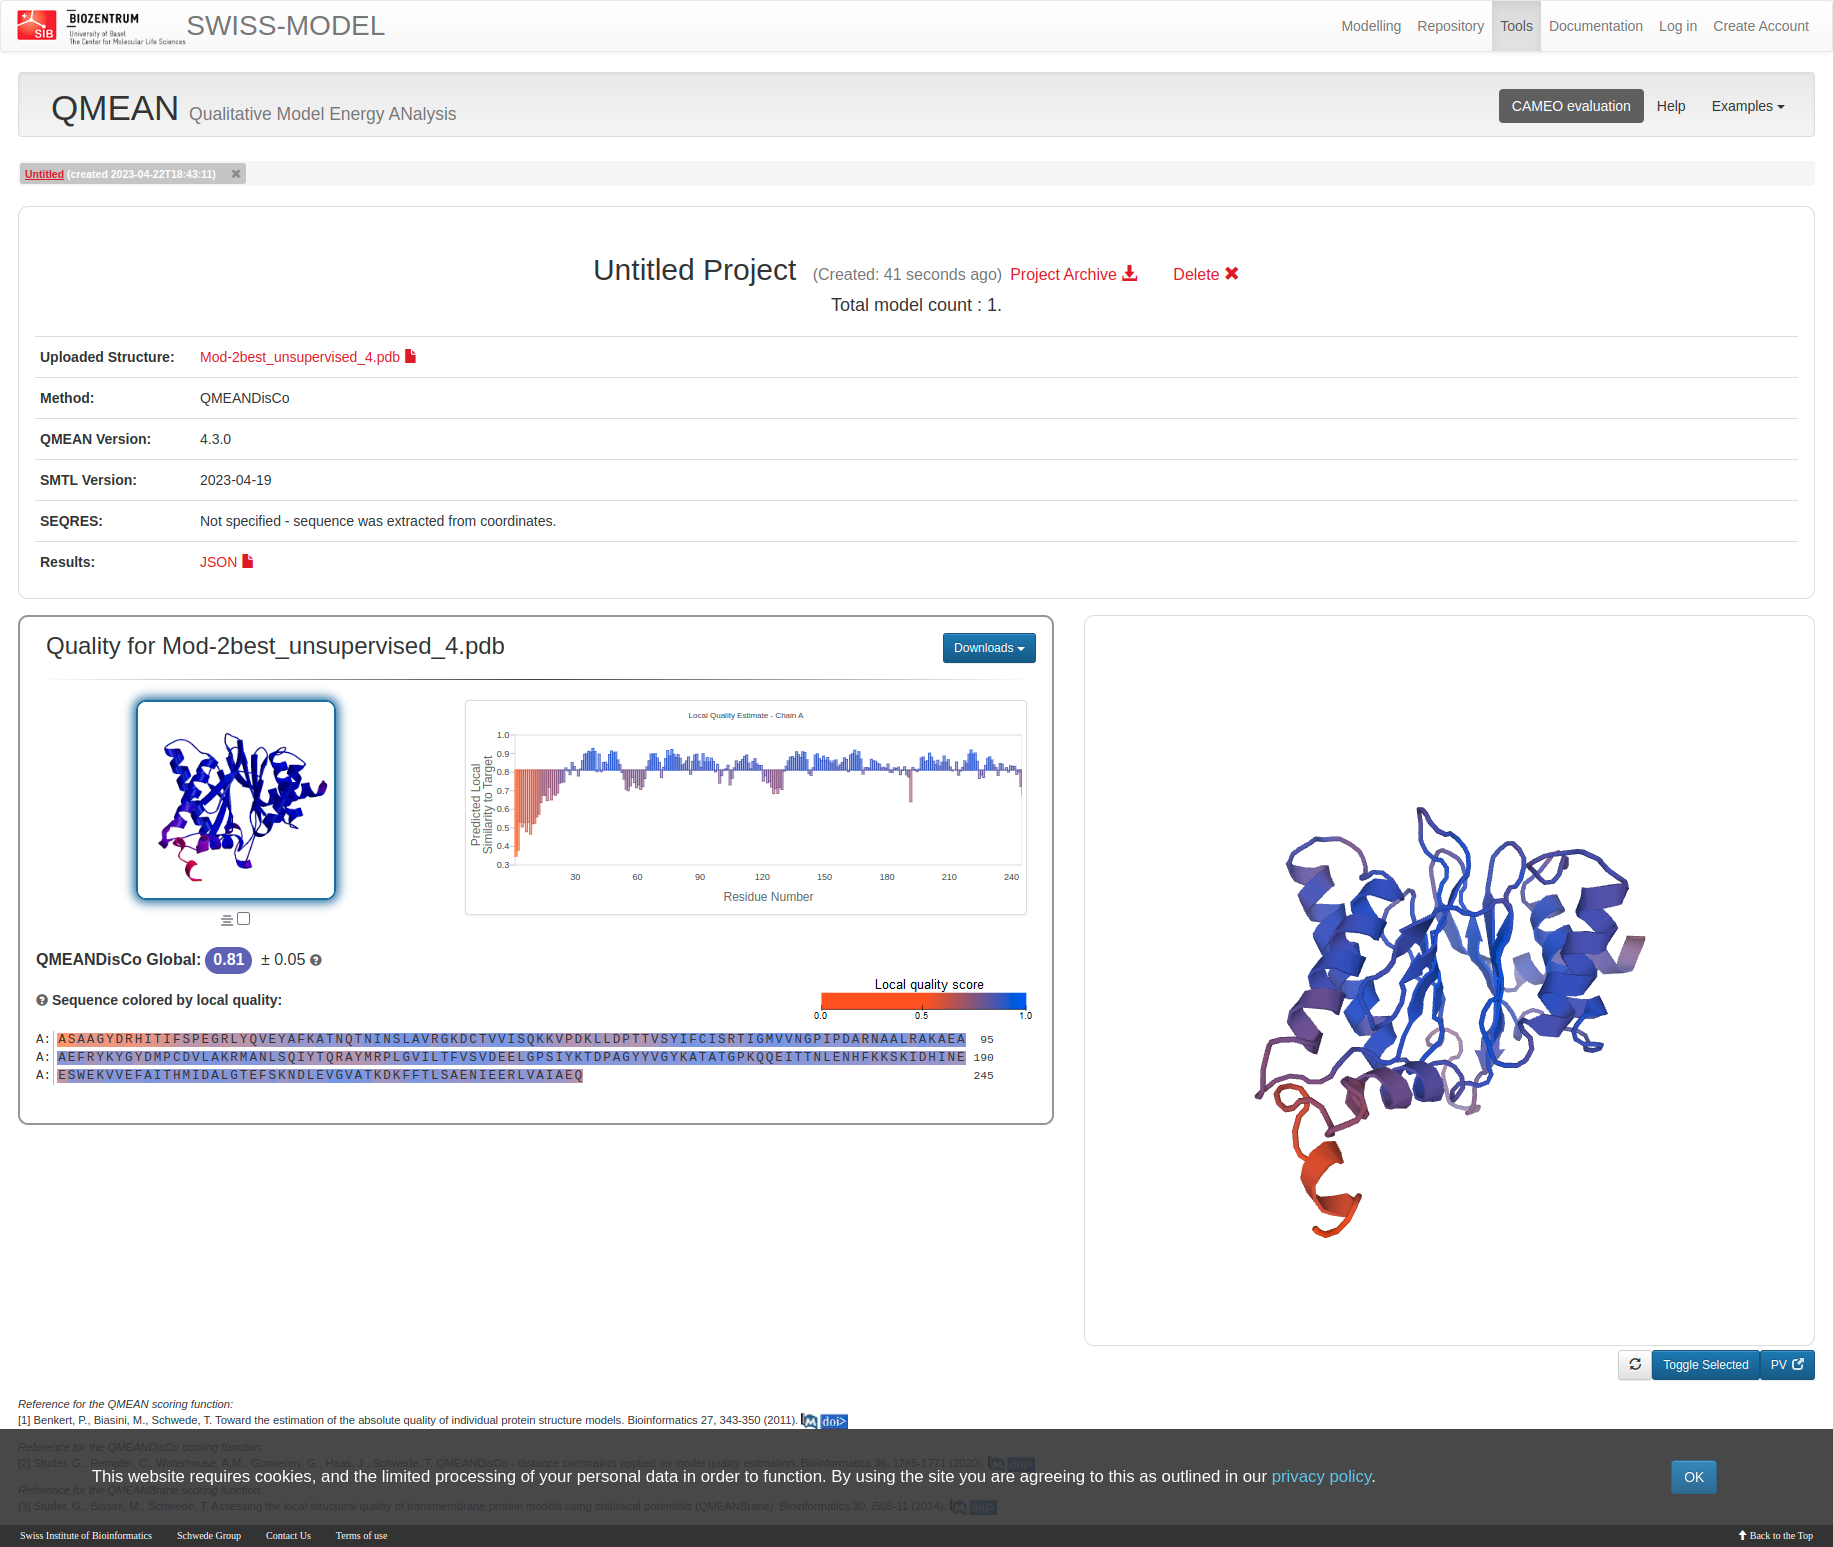 SIB
BIOZENTRUM
University of Basel
The Center for Molecular Life Sciences
SWISS-MODEL
Modelling Repository Tools Documentation Log in Create Account
QMEAN Qualitative Model Energy ANalysis
CAMEO evaluation Help Examples
Untitled (created 2023-04-22T18:43:11)
Untitled Project (Created: 41 seconds ago) Project Archive Delete
Total model count : 1.
Uploaded Structure: Mod-2best_unsupervised_4.pdb
Method: QMEANDisCo
QMEAN Version: 4.3.0
SMTL Version: 2023-04-19
SEQRES: Not specified - sequence was extracted from coordinates.
Results: JSON
Quality for Mod-2best_unsupervised_4.pdb
Downloads
Local Quality Estimate - Chain A
Predicted Local
Similarity to Target
1.0
0.9
0.8
0.7
0.6
0.5
0.4
0.3
30 60 90 120 150 180 210 240
Residue Number
QMEANDisCo Global: 0.81 ± 0.05
Sequence colored by local quality:
Local quality score
0.0 0.5 1.0
A: ASAAGYDRHITIFSPEGRLYQVEYAFKATNQTNINSLAVRGKDCTVVISQKKVPDKLLDPTTVSYIFCISRTIGMVVNGPIPDARNAALRAKAEA 95
A: AEFRYKYGYDMPCDVLAKRMANLSQIYTQRAYMRPLGVILTFVSVDEELGPSIYKTDPAGYYVGYKATATGPKQQEITTNLENHFKKSKIDHINE 190
A: ESWEKVVEFAITHMIDALGTEFSKNDLEVGVATKDKFFTLSAENIEERLVAIAEQ 245
Toggle Selected PV
Reference for the QMEAN scoring function:
[1] Benkert, P., Biasini, M., Schwede, T. Toward the estimation of the absolute quality of individual protein structure models. Bioinformatics 27, 343-350 (2011). M doi>
Reference for the QMEANDisCo scoring function:
[2] Studer, G., Rempfer, C., Waterhouse, A.M., Gumienny, G., Haas, J., Schwede, T. QMEANDisCo - distance constraints applied on model quality estimation. Bioinformatics 36, 1765-1771 (2020). M doi>
This website requires cookies, and the limited processing of your personal data in order to function. By using the site you are agreeing to this as outlined in our privacy policy.
OK
Reference for the QMEANBrane scoring function:
[3] Studer, G., Biasini, M., Schwede, T. Assessing the local structural quality of transmembrane protein models using statistical potentials (QMEANBrane). Bioinformatics 30, i505-11 (2014). M doi>
Swiss Institute of Bioinformatics Schwede Group Contact Us Terms of use
Back to the Top